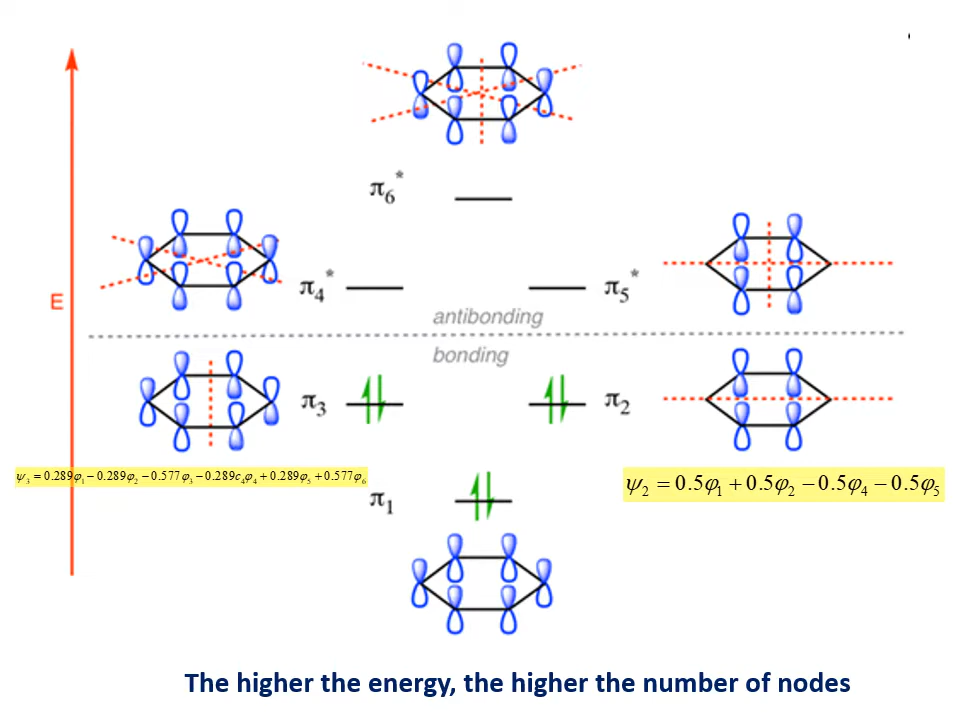 π6*
E
π4*
π5*
antibonding
bonding
π3
π2
ψ3 = 0.289φ1 − 0.289φ2 − 0.577φ3 − 0.289c4φ4 + 0.289φ5 + 0.577φ6
ψ2 = 0.5φ1 + 0.5φ2 − 0.5φ4 − 0.5φ5
π1
The higher the energy, the higher the number of nodes